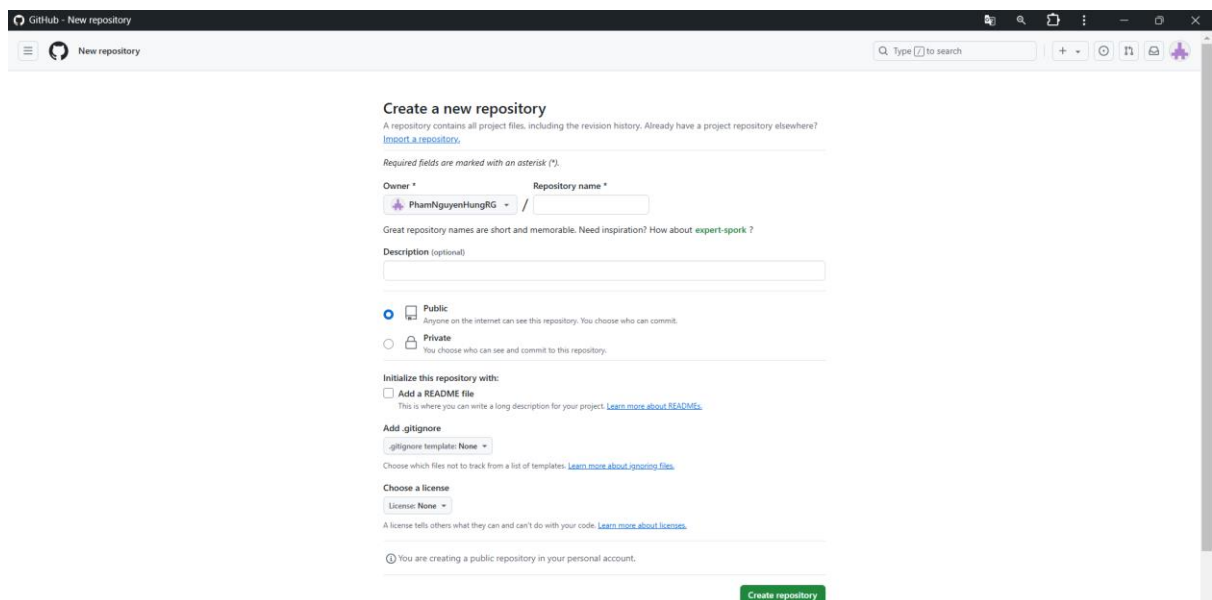 GitHub - New repository
New repository
Type / to search
Create a new repository
A repository contains all project files, including the revision history. Already have a project repository elsewhere?
Import a repository.
Required fields are marked with an asterisk (*).
Owner * Repository name *
PhamNguyenHungRG /
Great repository names are short and memorable. Need inspiration? How about expert-spork ?
Description (optional)
Public
Anyone on the internet can see this repository. You choose who can commit.
Private
You choose who can see and commit to this repository.
Initialize this repository with:
Add a README file
This is where you can write a long description for your project. Learn more about READMEs.
Add .gitignore
.gitignore template: None
Choose which files not to track from a list of templates. Learn more about ignoring files.
Choose a license
License: None
A license tells others what they can and can't do with your code. Learn more about licenses.
You are creating a public repository in your personal account.
Create repository